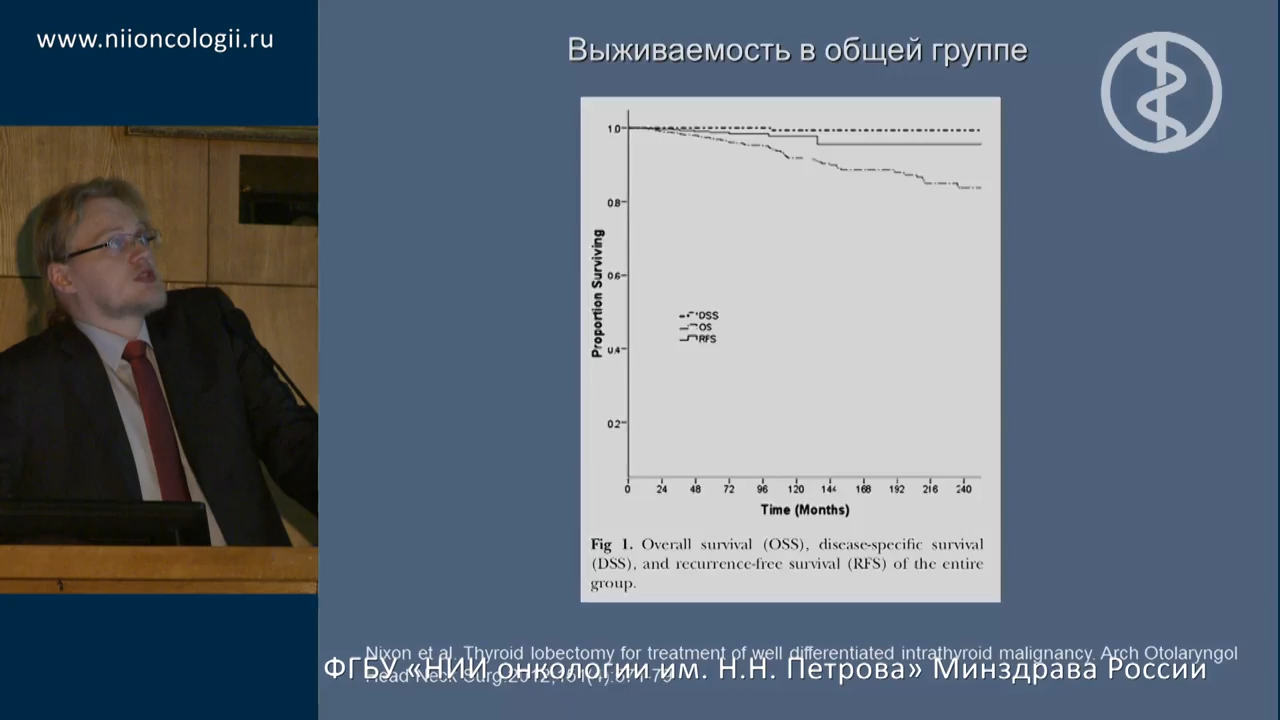 www.niioncologii.ru
Выживаемость в общей группе
1.0
0.8
0.6
0.4
0.2
Proportion Surviving
DSS
OS
RFS
0 24 48 72 96 120 144 168 192 216 240
Time (Months)
Fig 1. Overall survival (OSS), disease-specific survival
(DSS), and recurrence-free survival (RFS) of the entire
group.
Nixon et al. Thyroid lobectomy for treatment of well differentiated intrathyroid malignancy. Arch Otolaryngol
Head Neck Surg.
ФГБУ «НИИ онкологии им. Н.Н. Петрова» Минздрава России